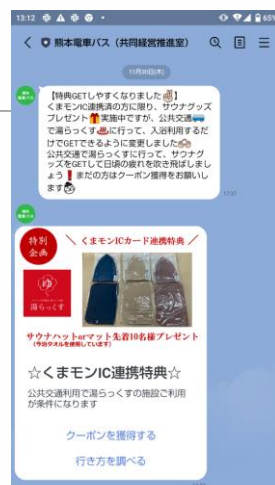 13:12
65%
熊本電車バス（共同経営推進室）
11月30日(木)
【特典GETしやすくなりました】
くまモンIC連携済の方に限り、サウナグッズ
プレゼント実施中ですが、公共交通
で湯らっくすに行って、入浴利用するだ
けでGETできるように変更しました
公共交通で湯らっくすに行って、サウナグ
ッズをGETして日頃の疲れを吹き飛ばしまし
ょう！まだの方はクーポン獲得をお願いし
ます
17:37
特別
企画
＼ くまモンICカード連携特典 ／
ゆ
湯らっくす
サウナハットorマット先着10名様プレゼント
（今治タオルを使用しています）
☆くまモンIC連携特典☆
公共交通利用で湯らっくすの施設ご利用
が条件になります
クーポンを獲得する
行き方を調べる